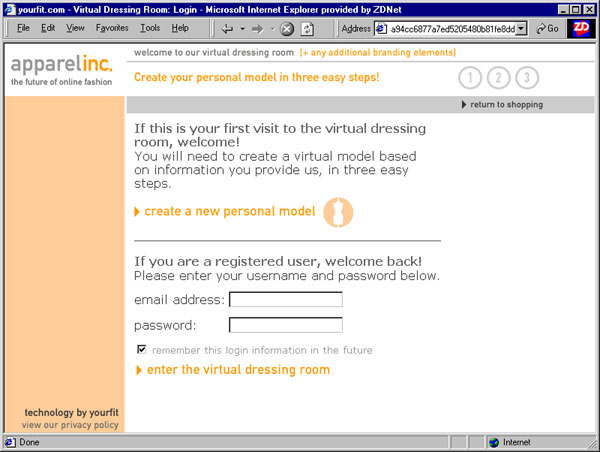 yourfit.com - Virtual Dressing Room: Login - Microsoft Internet Explorer provided by ZDNet
File Edit View Favorites Tools Help
Address a94cc6877a7ed5205480b81fe8dd Go ZD
apparelinc.
the future of online fashion
welcome to our virtual dressing room [+ any additional branding elements]
Create your personal model in three easy steps! 1 2 3
return to shopping
If this is your first visit to the virtual dressing
room, welcome!
You will need to create a virtual model based
on information you provide us, in three easy
steps.
create a new personal model
If you are a registered user, welcome back!
Please enter your username and password below.
email address:
password:
remember this login information in the future
enter the virtual dressing room
technology by yourfit
view our privacy policy
Done Internet